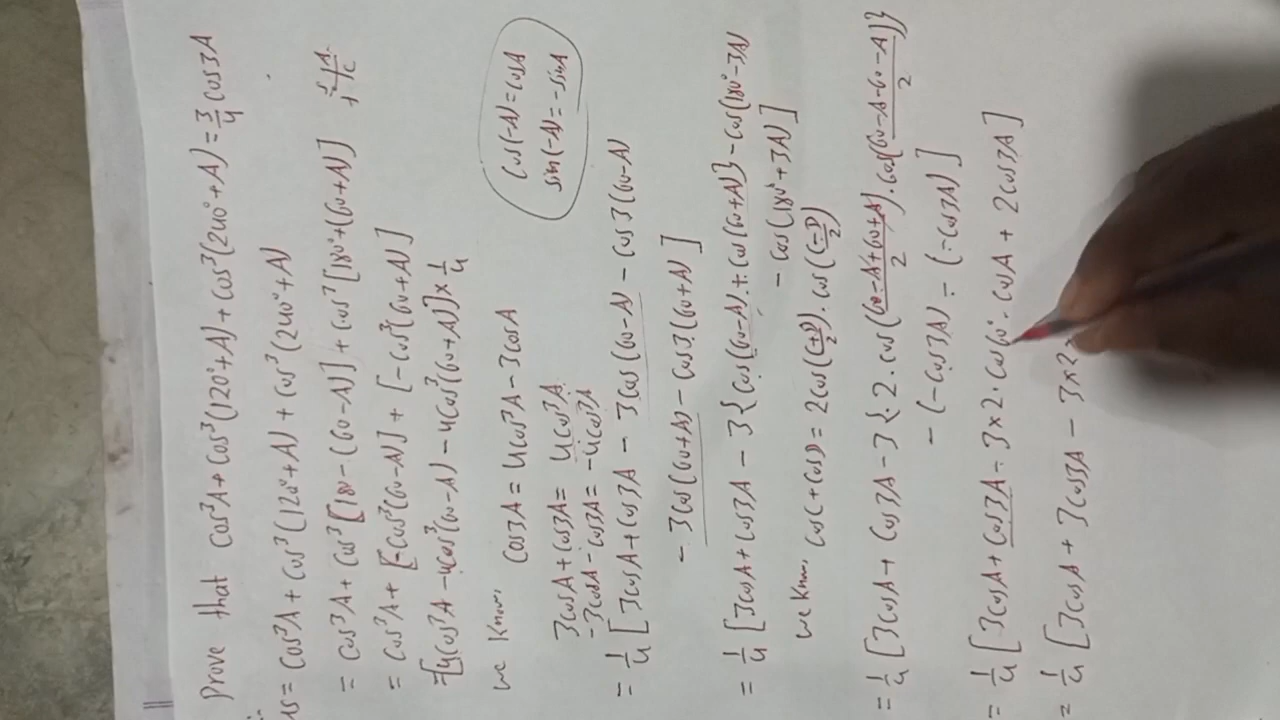 Prove that cos³A + cos³(120°+A) + cos³(240°+A) = 3/4 cos3A
= cos³A + cos³(120°+A) + cos³(240°+A)
= cos³A + cos³[180-(60-A)] + cos³[180°+(60+A)]
= cos³A + [-cos³(60-A)] + [-cos³(60+A)]
=[4cos³A - 4cos³(60-A) - 4cos³(60+A)] × 1/4
cos(-A) = cosA
sin(-A) = -sinA
we know, cos3A = 4cos³A - 3cosA
3cosA + cos3A = 4cos³A
-3cosA - cos3A = -4cos³A
= 1/4 [3cosA + cos3A - 3cos(60-A) - cos3(60-A)
- 3cos(60+A) - cos3(60+A)]
= 1/4 [3cosA + cos3A - 3{cos(60-A) + cos(60+A)} - cos(180°-3A)
- cos(180°+3A)]
we know, cosC + cosD = 2cos((C+D)/2) . cos((C-D)/2)
= 1/4 [3cosA + cos3A - 3{2.cos((60-A+60+A)/2).cos((60-A-60-A)/2)}
- (-cos3A) - (-cos3A)]
= 1/4 [3cosA + cos3A - 3×2.cos60°.cosA + 2cos3A]
= 1/4 [3cosA + 3cos3A - 3×2×